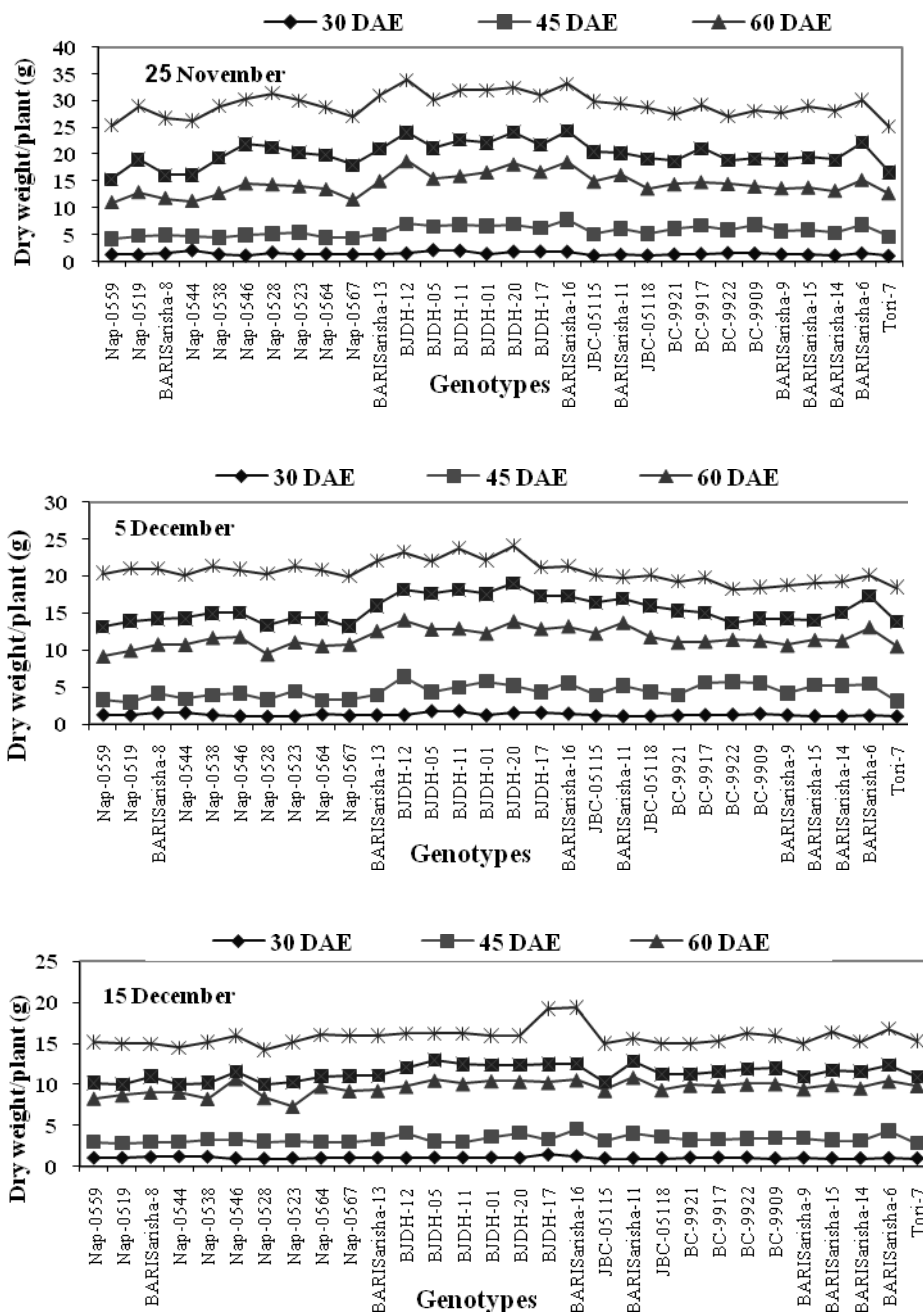 30 DAE 45 DAE 60 DAE
Dry weight/plant (g)
40
35
30
25
20
15
10
5
0
25 November
Nap-0559
Nap-0519
BARISarisha-8
Nap-0544
Nap-0538
Nap-0546
Nap-0528
Nap-0523
Nap-0564
Nap-0567
BARISarisha-13
BJDH-12
BJDH-05
BJDH-11
BJDH-01
BJDH-20
BJDH-17
BARISarisha-16
JBC-05115
BARISarisha-11
JBC-05118
BC-9921
BC-9917
BC-9922
BC-9909
BARISarisha-9
BARISarisha-15
BARISarisha-14
BARISarisha-6
Tori-7
Genotypes
30 DAE 45 DAE 60 DAE
Dry weight/plant (g)
30
25
20
15
10
5
0
5 December
Nap-0559
Nap-0519
BARISarisha-8
Nap-0544
Nap-0538
Nap-0546
Nap-0528
Nap-0523
Nap-0564
Nap-0567
BARISarisha-13
BJDH-12
BJDH-05
BJDH-11
BJDH-01
BJDH-20
BJDH-17
BARISarisha-16
JBC-05115
BARISarisha-11
JBC-05118
BC-9921
BC-9917
BC-9922
BC-9909
BARISarisha-9
BARISarisha-15
BARISarisha-14
BARISarisha-6
Tori-7
Genotypes
30 DAE 45 DAE 60 DAE
Dry weight/plant (g)
25
20
15
10
5
0
15 December
Nap-0559
Nap-0519
BARISarisha-8
Nap-0544
Nap-0538
Nap-0546
Nap-0528
Nap-0523
Nap-0564
Nap-0567
BARISarisha-13
BJDH-12
BJDH-05
BJDH-11
BJDH-01
BJDH-20
BJDH-17
BARISarisha-16
JBC-05115
BARISarisha-11
JBC-05118
BC-9921
BC-9917
BC-9922
BC-9909
BARISarisha-9
BARISarisha-15
BARISarisha-14
BARISarisha-6
Tori-7
Genotypes